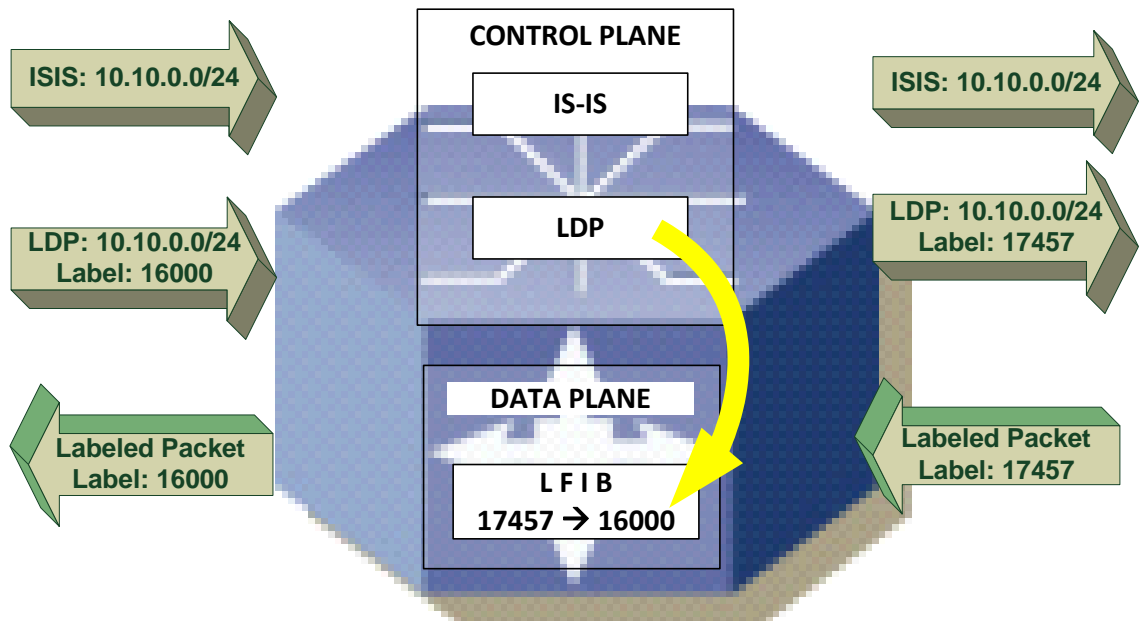 CONTROL PLANE
IS-IS
LDP
ISIS: 10.10.0.0/24
LDP: 10.10.0.0/24
Label: 16000
Labeled Packet
Label: 16000
DATA PLANE
L F I B
17457 → 16000
ISIS: 10.10.0.0/24
LDP: 10.10.0.0/24
Label: 17457
Labeled Packet
Label: 17457